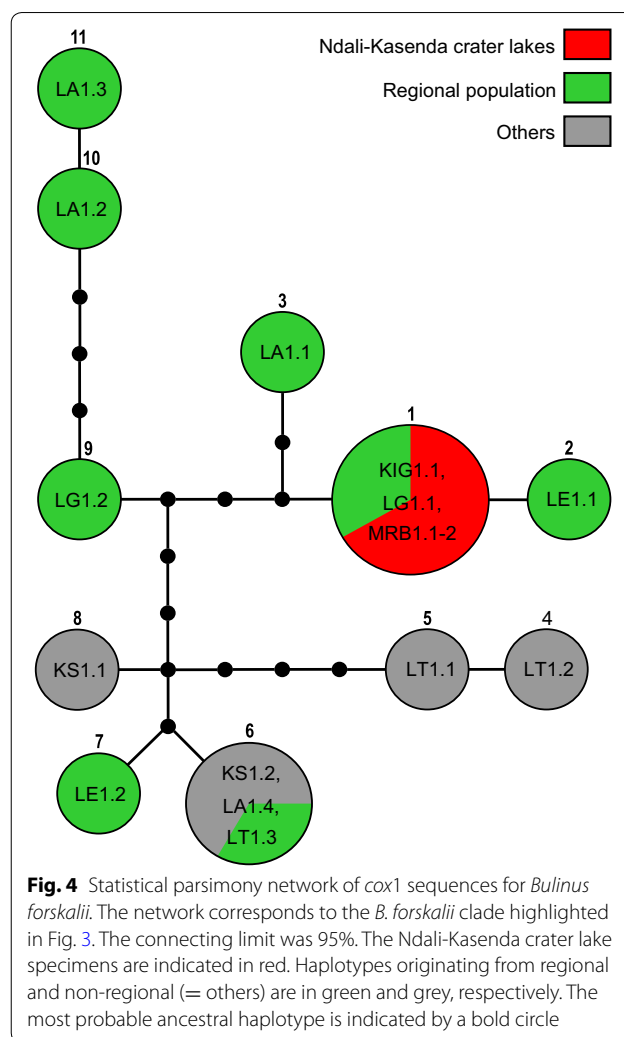 11
LA1.3
10
LA1.2
Ndali-Kasenda crater lakes
Regional population
Others
3
LA1.1
1
KIG1.1,
LG1.1,
MRB1.1-2
2
LE1.1
9
LG1.2
8
KS1.1
5
LT1.1
4
LT1.2
7
LE1.2
6
KS1.2,
LA1.4,
LT1.3
Fig. 4 Statistical parsimony network of cox1 sequences for Bulinus
forskalii. The network corresponds to the B. forskalii clade highlighted
in Fig. 3. The connecting limit was 95%. The Ndali-Kasenda crater lake
specimens are indicated in red. Haplotypes originating from regional
and non-regional (= others) are in green and grey, respectively. The
most probable ancestral haplotype is indicated by a bold circle